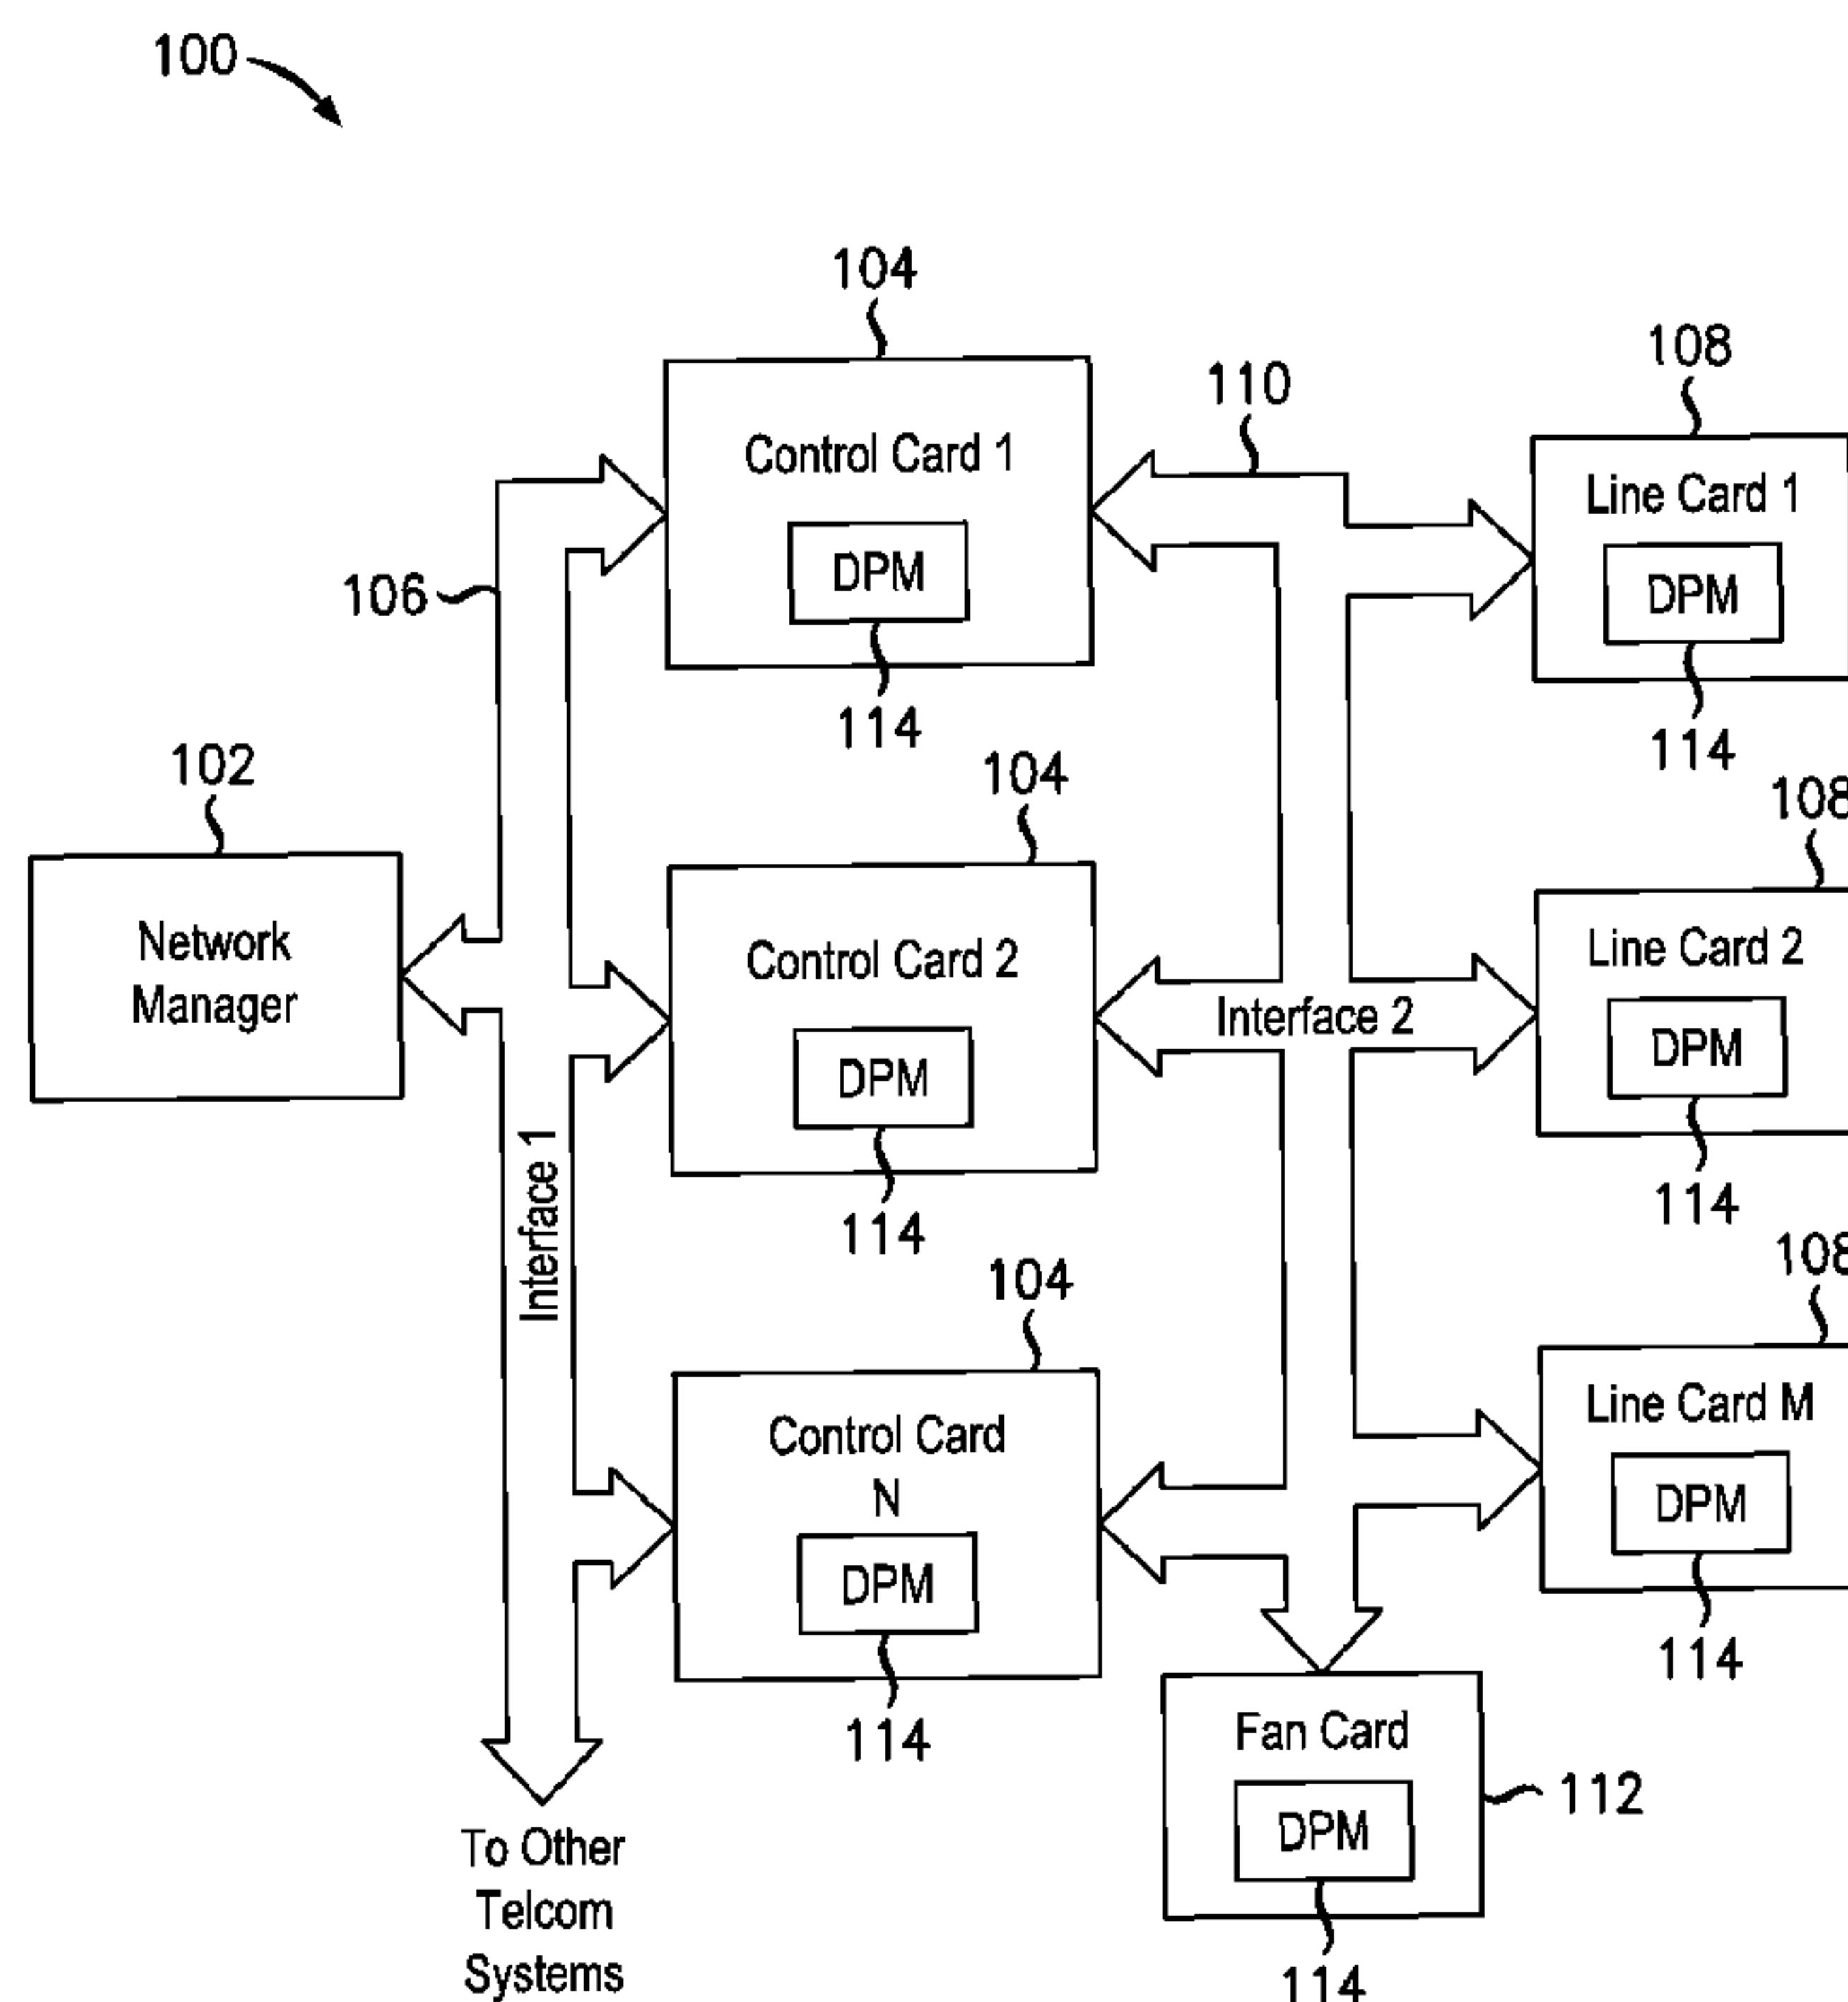 100
104
110
108
Control Card 1
DPM
114
Line Card 1
DPM
114
106
102
Network
Manager
Interface 1
104
Control Card 2
DPM
114
Interface 2
108
Line Card 2
DPM
114
104
Control Card
N
DPM
114
108
Line Card M
DPM
114
Fan Card
DPM
112
114
To Other
Telcom
Systems